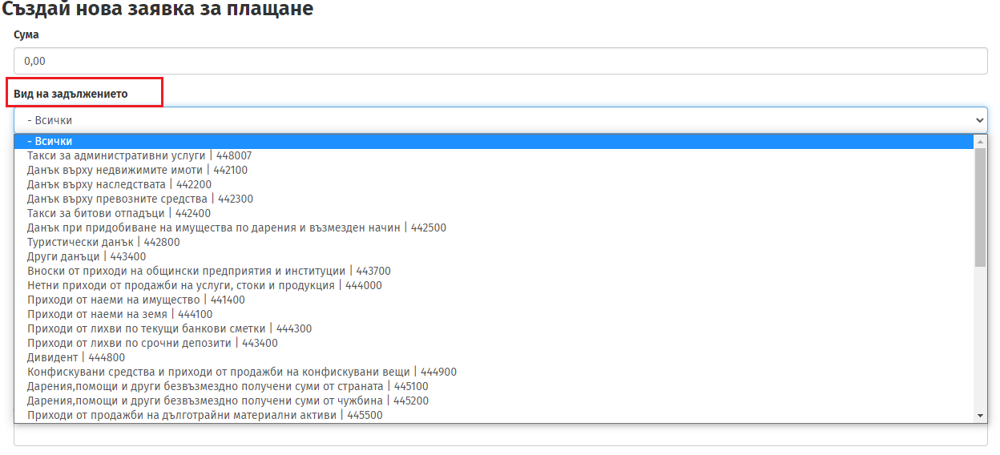 Създай нова заявка за плащане
Сума
0,00
Вид на задължението
- Всички
- Всички
Такси за административни услуги | 448007
Данък върху недвижимите имоти | 442100
Данък върху наследствата | 442200
Данък върху превозните средства | 442300
Такси за битови отпадъци | 442400
Данък при придобиване на имущества по дарения и възмезден начин | 442500
Туристически данък | 442800
Други данъци | 443400
Вноски от приходи на общински предприятия и институции | 443700
Нетни приходи от продажби на услуги, стоки и продукция | 444000
Приходи от наеми на имущество | 441400
Приходи от наеми на земя | 444100
Приходи от лихви по текущи банкови сметки | 444300
Приходи от лихви по срочни депозити | 443400
Дивидент | 444800
Конфискувани средства и приходи от продажби на конфискувани вещи | 444900
Дарения,помощи и други безвъзмездно получени суми от страната | 445100
Дарения,помощи и други безвъзмездно получени суми от чужбина | 445200
Приходи от продажби на дълготрайни материални активи | 445500